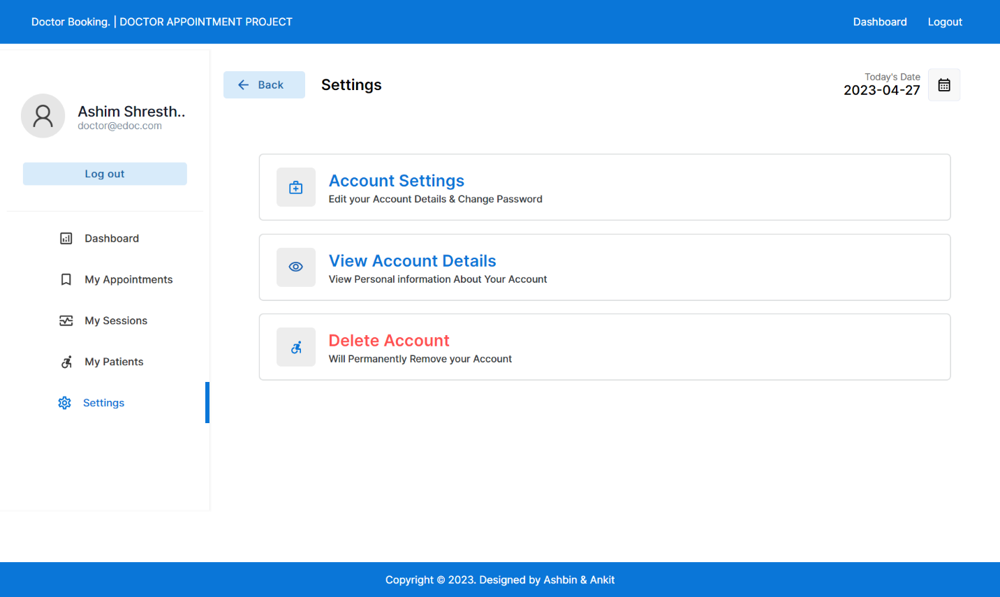 Doctor Booking. | DOCTOR APPOINTMENT PROJECT
Dashboard
Logout
Ashim Shresth..
doctor@edoc.com
Log out
Dashboard
My Appointments
My Sessions
My Patients
Settings
Back
Settings
Today's Date
2023-04-27
Account Settings
Edit your Account Details & Change Password
View Account Details
View Personal information About Your Account
Delete Account
Will Permanently Remove your Account
Copyright © 2023. Designed by Ashbin & Ankit